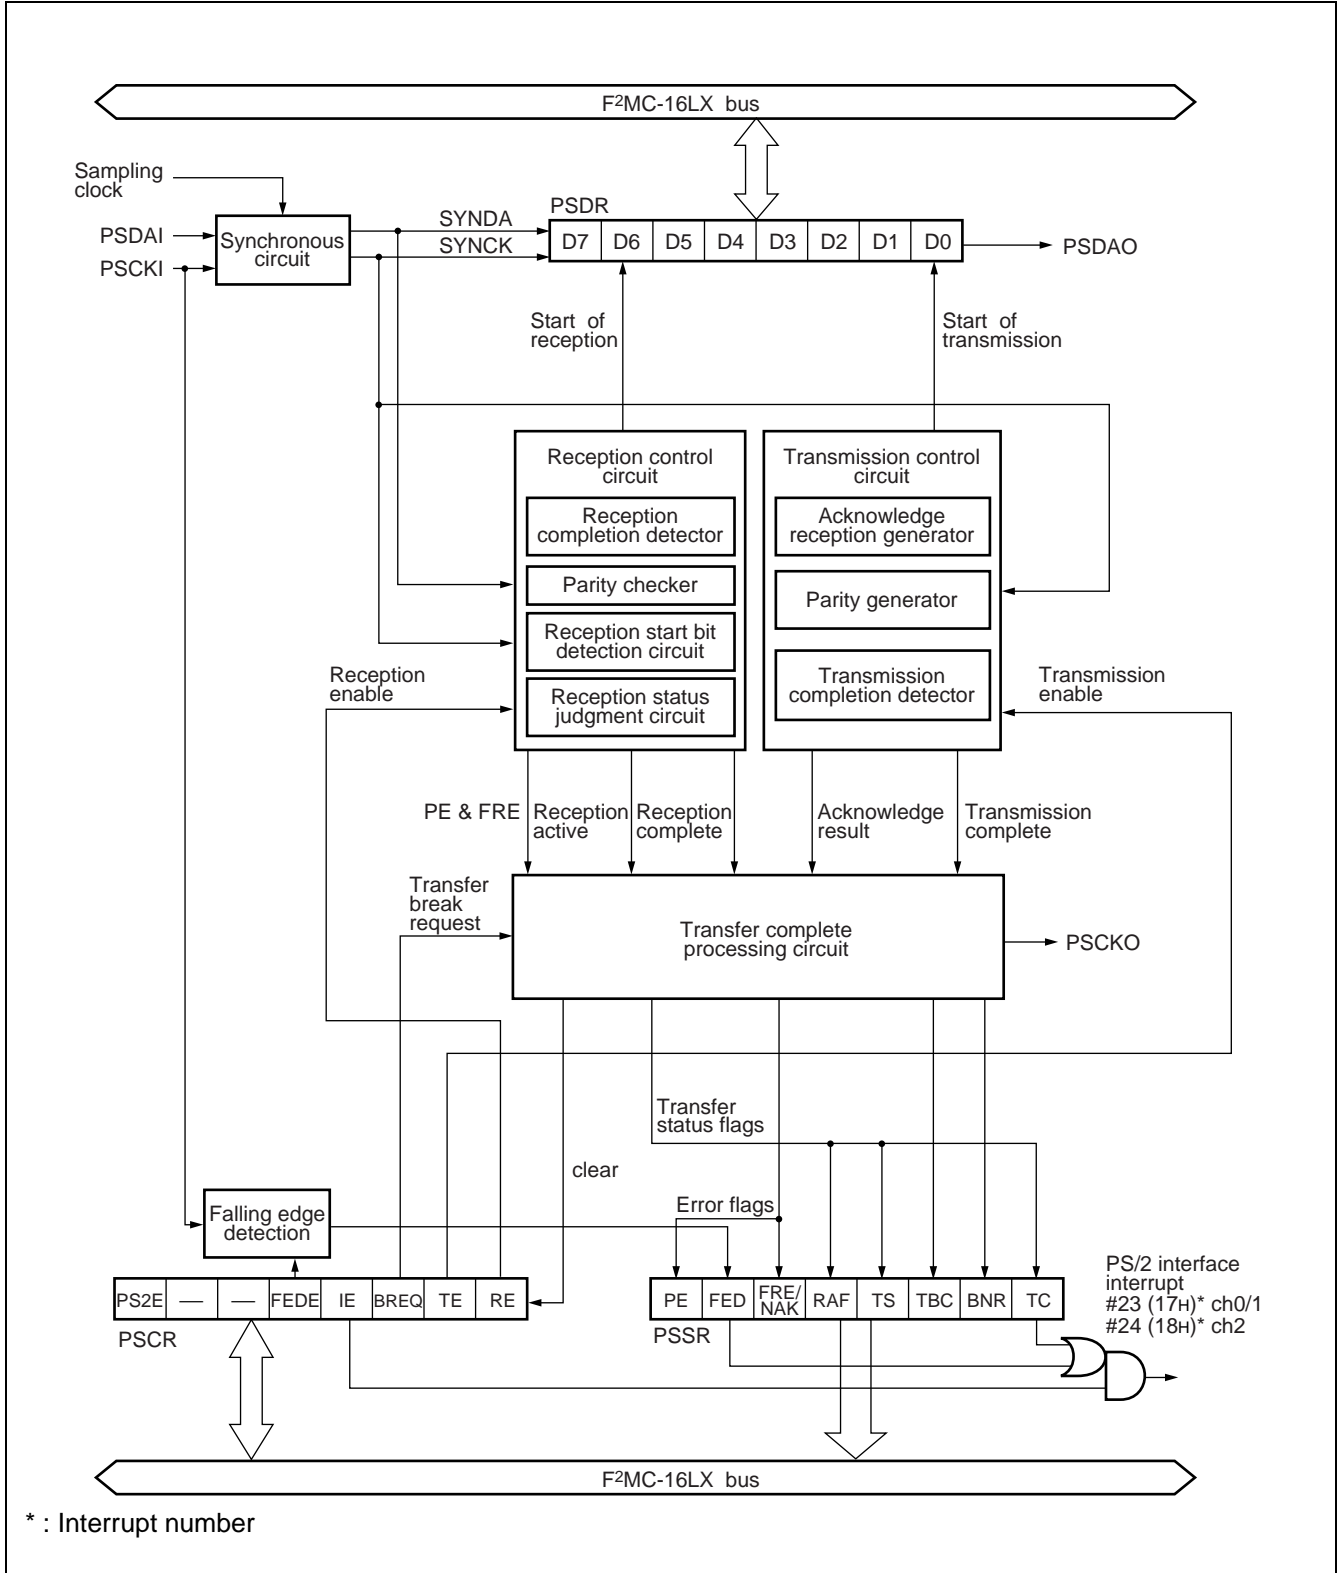 F2MC-16LX bus
Sampling
clock
PSDAI
PSCKI
Synchronous
circuit
SYNDA
SYNCK
PSDR
D7 D6 D5 D4 D3 D2 D1 D0
PSDAO
Start of
reception
Start of
transmission
Reception control
circuit
Reception
completion detector
Parity checker
Reception start bit
detection circuit
Reception status
judgment circuit
Transmission control
circuit
Acknowledge
reception generator
Parity generator
Transmission
completion detector
Reception
enable
Transmission
enable
PE & FRE
Reception
active
Reception
complete
Acknowledge
result
Transmission
complete
Transfer
break
request
Transfer complete
processing circuit
PSCKO
Transfer
status flags
clear
Error flags
Falling edge
detection
PS2E — — FEDE IE BREQ TE RE
PSCR
PE FED FRE/
NAK RAF TS TBC BNR TC
PSSR
PS/2 interface
interrupt
#23 (17H)* ch0/1
#24 (18H)* ch2
F2MC-16LX bus
* : Interrupt number